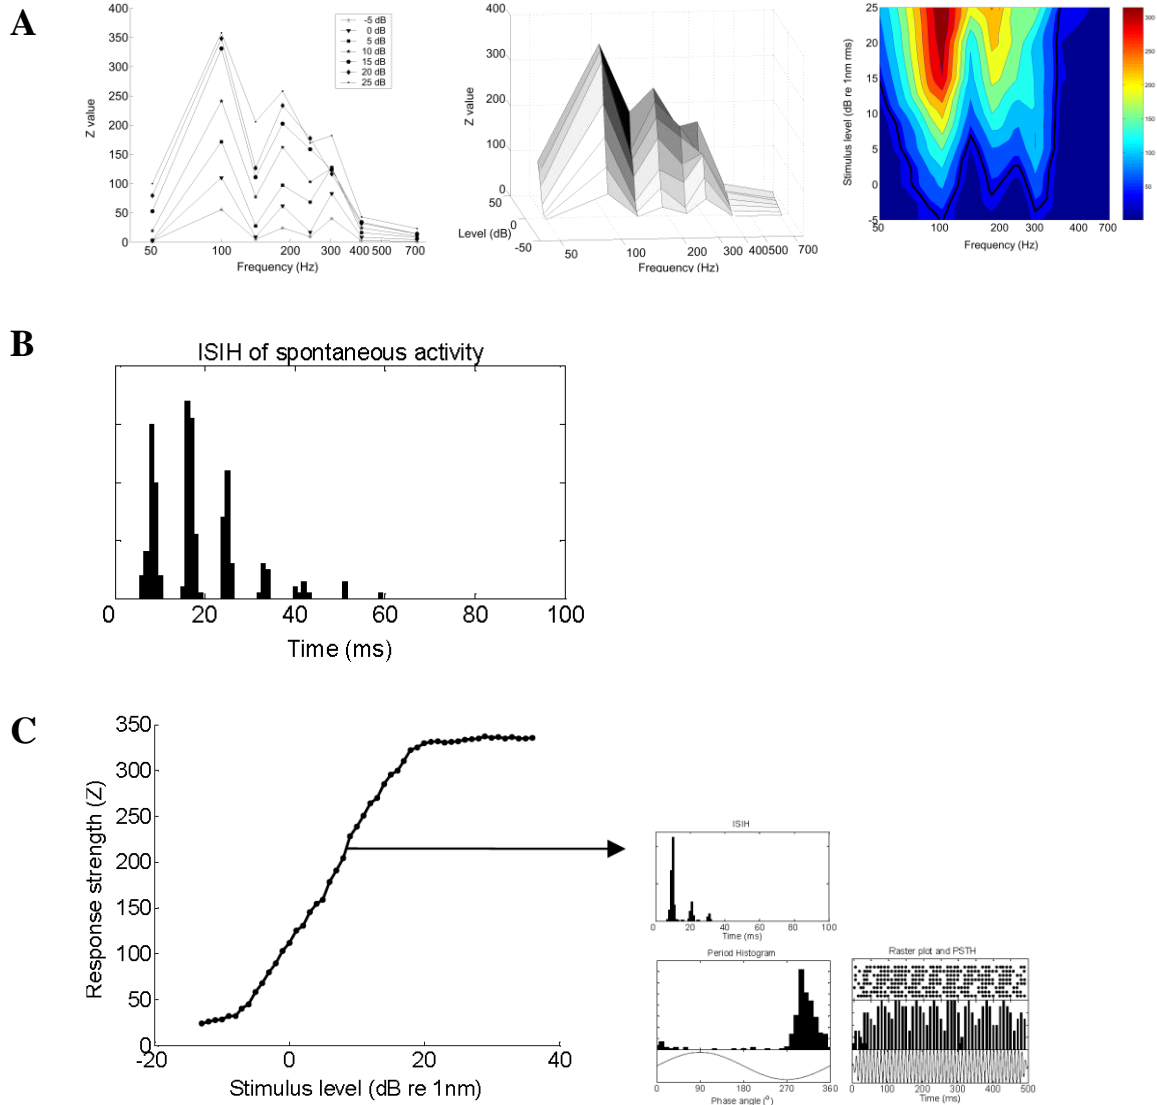 A
-5 dB
0 dB
5 dB
10 dB
15 dB
20 dB
25 dB
400
350
300
250
200
150
100
50
0
Z value
50 100 200 300 400 500 700
Frequency (Hz)
400
300
200
100
0
Z value
50
0
-50
Level (dB)
50 100 200 300 400500 700
Frequency (Hz)
25
20
15
10
5
0
-5
Stimulus level (dB re 1nm rms)
50 100 200 300 400 700
Frequency (Hz)
300
250
200
150
100
50
B
ISIH of spontaneous activity
0 20 40 60 80 100
Time (ms)
C
350
300
250
200
150
100
50
0
Response strength (Z)
-20 0 20 40
Stimulus level (dB re 1nm)
ISIH
0 20 40 60 80 100
Time (ms)
Period Histogram
0 90 180 270 360
Phase angle (°)
Raster plot and PSTH
0 100 200 300 400 500
Time (ms)